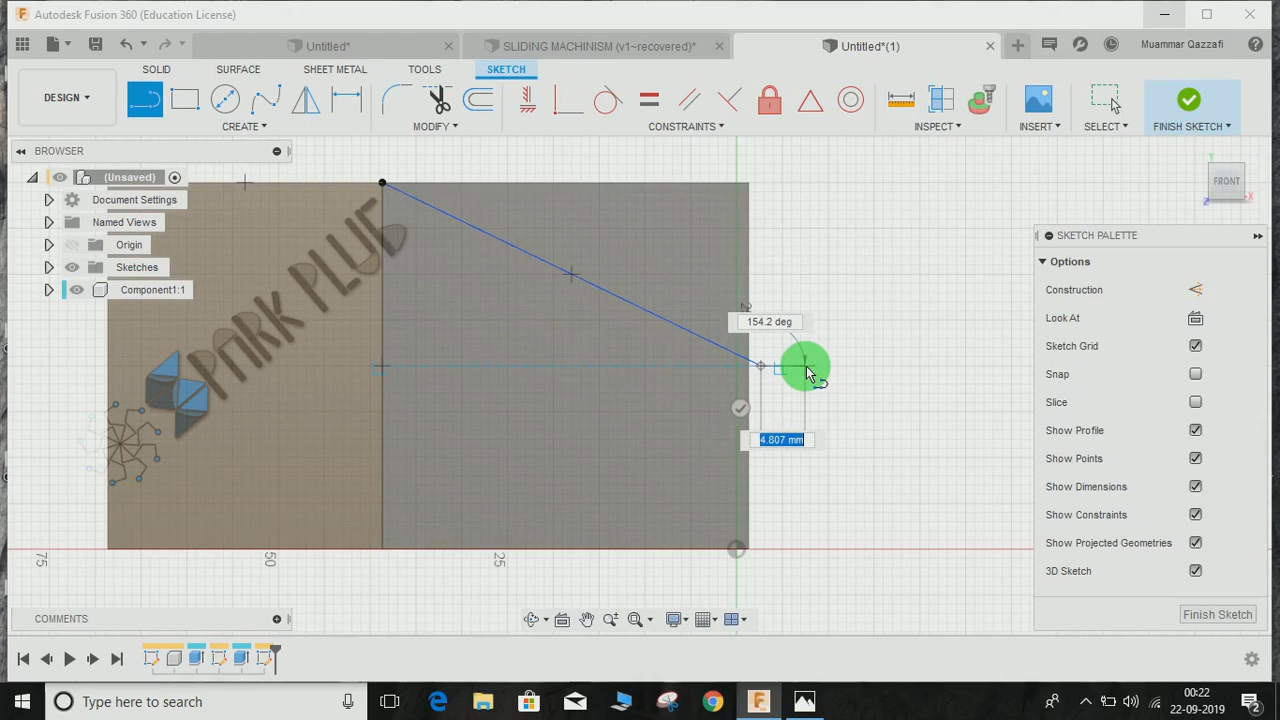 Autodesk Fusion 360 (Education License)
Untitled*
SLIDING MACHINISM (v1~recovered)*
Untitled*(1)
Muammar Qazzafi
DESIGN
SOLID
SURFACE
SHEET METAL
TOOLS
SKETCH
CREATE
MODIFY
CONSTRAINTS
INSPECT
INSERT
SELECT
FINISH SKETCH
BROWSER
(Unsaved)
Document Settings
Named Views
Origin
Sketches
Component1:1
FRONT
Y
Z
X
SKETCH PALETTE
Options
Construction
Look At
Sketch Grid
Snap
Slice
Show Profile
Show Points
Show Dimensions
Show Constraints
Show Projected Geometries
3D Sketch
Finish Sketch
154.2 deg
4.807 mm
75
50
25
COMMENTS
Type here to search
00:22
22-09-2019
2